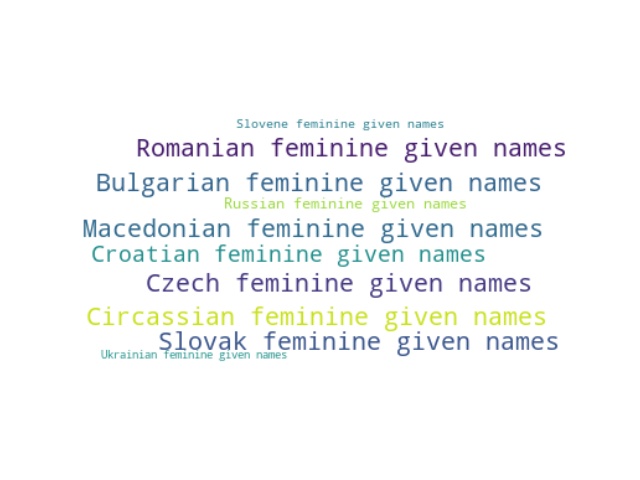 Slovene feminine given names
Romanian feminine given names
Bulgarian feminine given names
Russian feminine given names
Macedonian feminine given names
Croatian feminine given names
Czech feminine given names
Circassian feminine given names
Slovak feminine given names
Ukrainian feminine given names